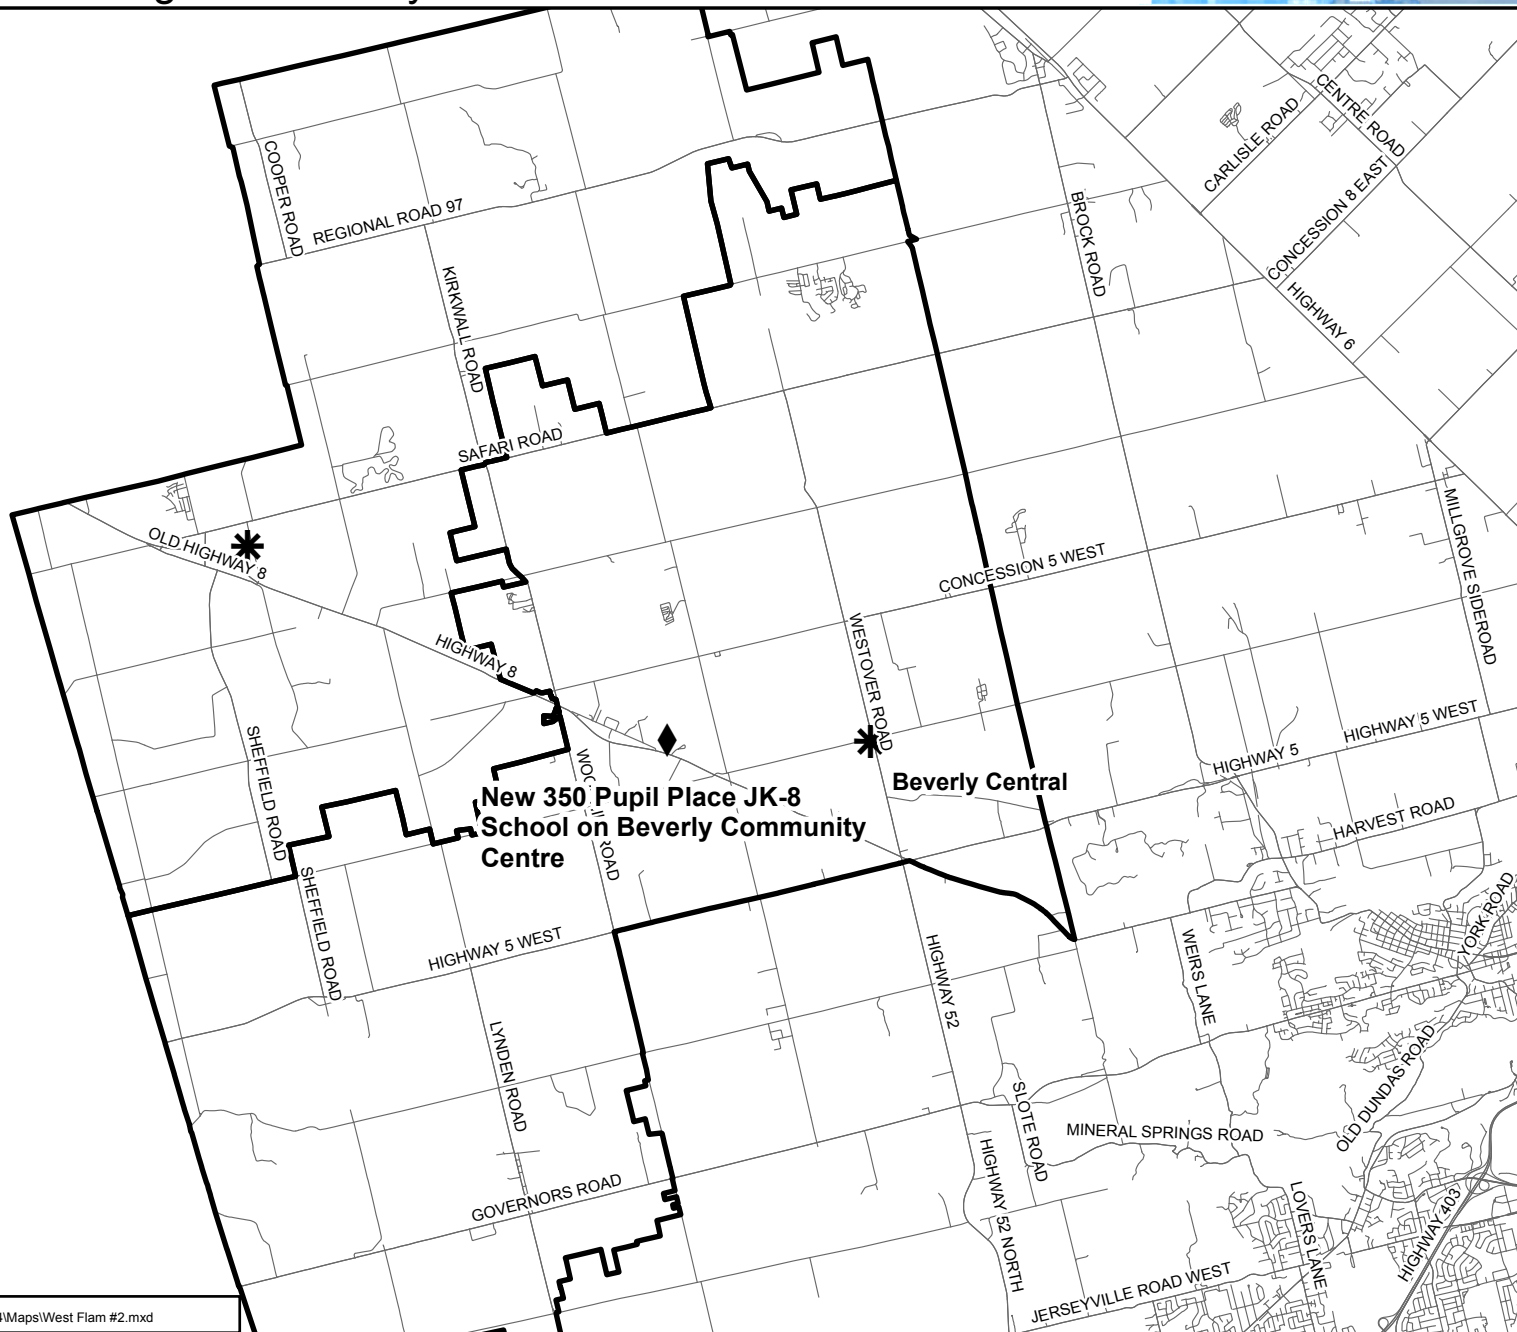 COOPER ROAD
REGIONAL ROAD 97
KIRKWALL ROAD
SAFARI ROAD
BROCK ROAD
CARLISLE ROAD
CENTRE ROAD
CONCESSION 8 EAST
HIGHWAY 6
OLD HIGHWAY 8
HIGHWAY 8
CONCESSION 5 WEST
MILLGROVE SIDEROAD
WESTOVER ROAD
SHEFFIELD ROAD
HIGHWAY 5
HIGHWAY 5 WEST
Beverly Central
HARVEST ROAD
New 350 Pupil Place JK-8
School on Beverly Community
Centre
ROAD
SHEFFIELD ROAD
HIGHWAY 5 WEST
HIGHWAY 52
WEIRS LANE
YORK ROAD
LYNDEN ROAD
SLOTE ROAD
MINERAL SPRINGS ROAD
OLD DUNDAS ROAD
GOVERNORS ROAD
HIGHWAY 52 NORTH
LOVERS LANE
HIGHWAY 403
JERSEYVILLE ROAD WEST
\Maps\West Flam #2.mxd